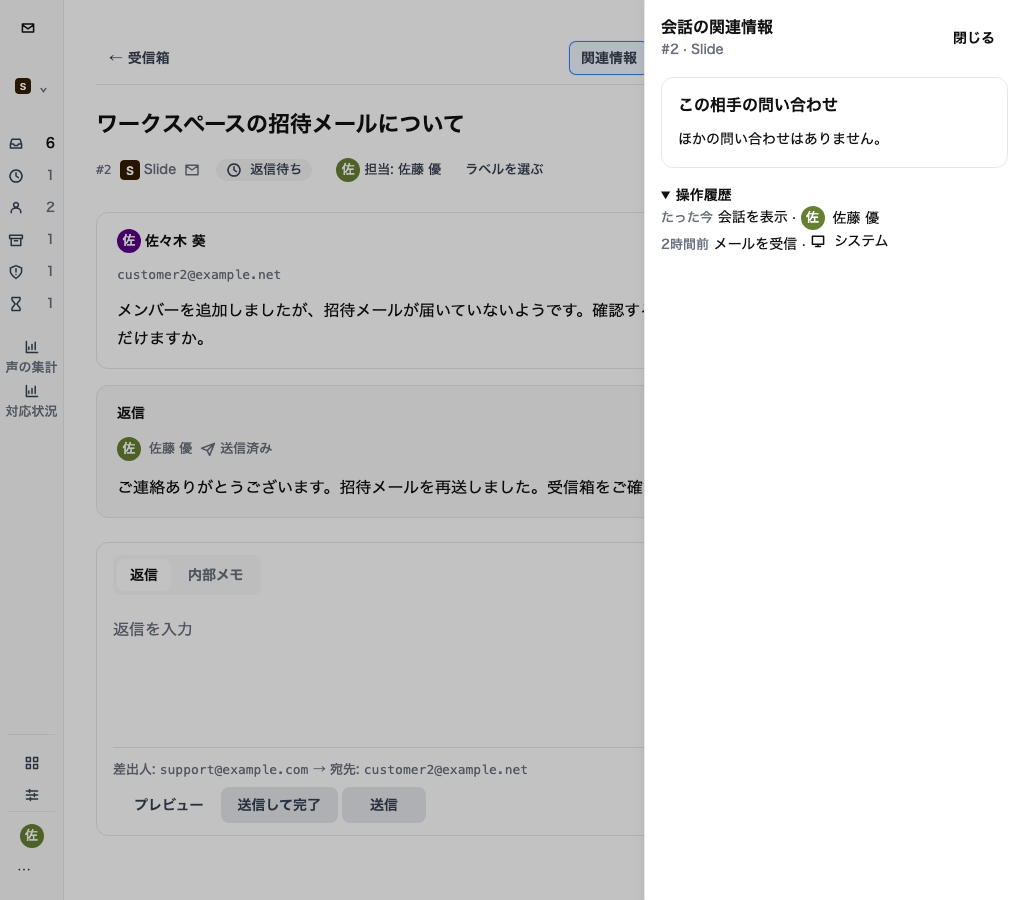 S
6
1
2
1
1
1
声の集計
対応状況
佐
…
← 受信箱
関連情報
ワークスペースの招待メールについて
#2 S Slide 返信待ち 佐 担当: 佐藤 優 ラベルを選ぶ
佐 佐々木 葵
customer2@example.net
メンバーを追加しましたが、招待メールが届いていないようです。確認す
だけますか。
返信
佐 佐藤 優 送信済み
ご連絡ありがとうございます。招待メールを再送しました。受信箱をご確
返信 内部メモ
返信を入力
差出人: support@example.com → 宛先: customer2@example.net
プレビュー 送信して完了 送信
会話の関連情報
#2 · Slide
閉じる
この相手の問い合わせ
ほかの問い合わせはありません。
▼ 操作履歴
たった今 会話を表示 · 佐 佐藤 優
2時間前 メールを受信 · システム